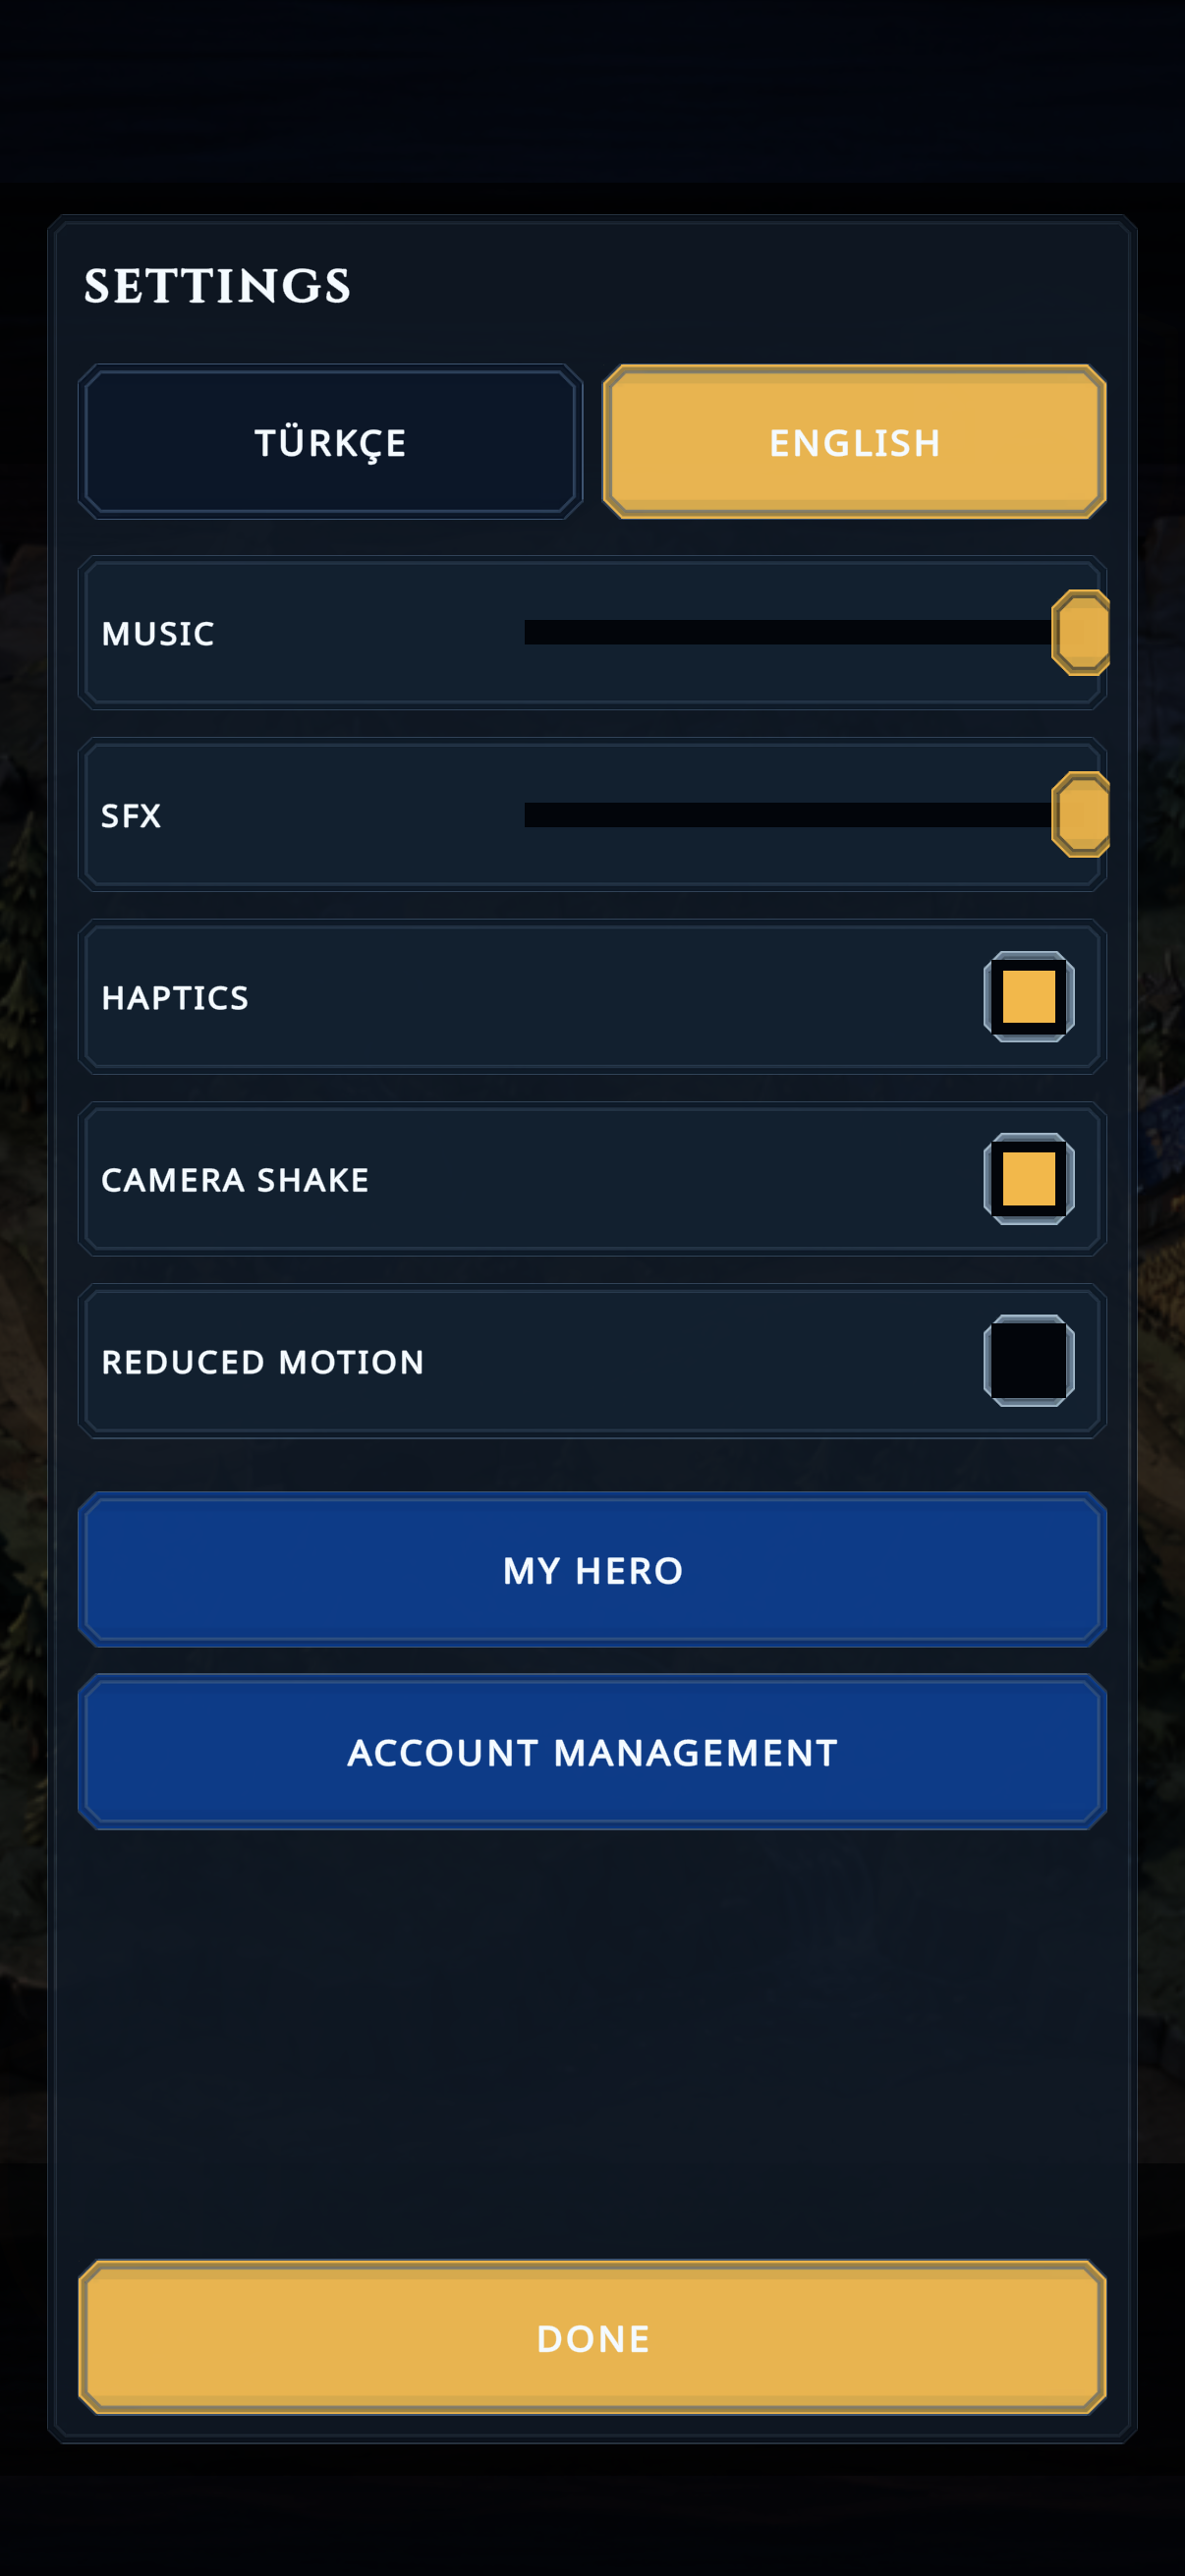 SETTINGS
TÜRKÇE
ENGLISH
MUSIC
SFX
HAPTICS
CAMERA SHAKE
REDUCED MOTION
MY HERO
ACCOUNT MANAGEMENT
DONE